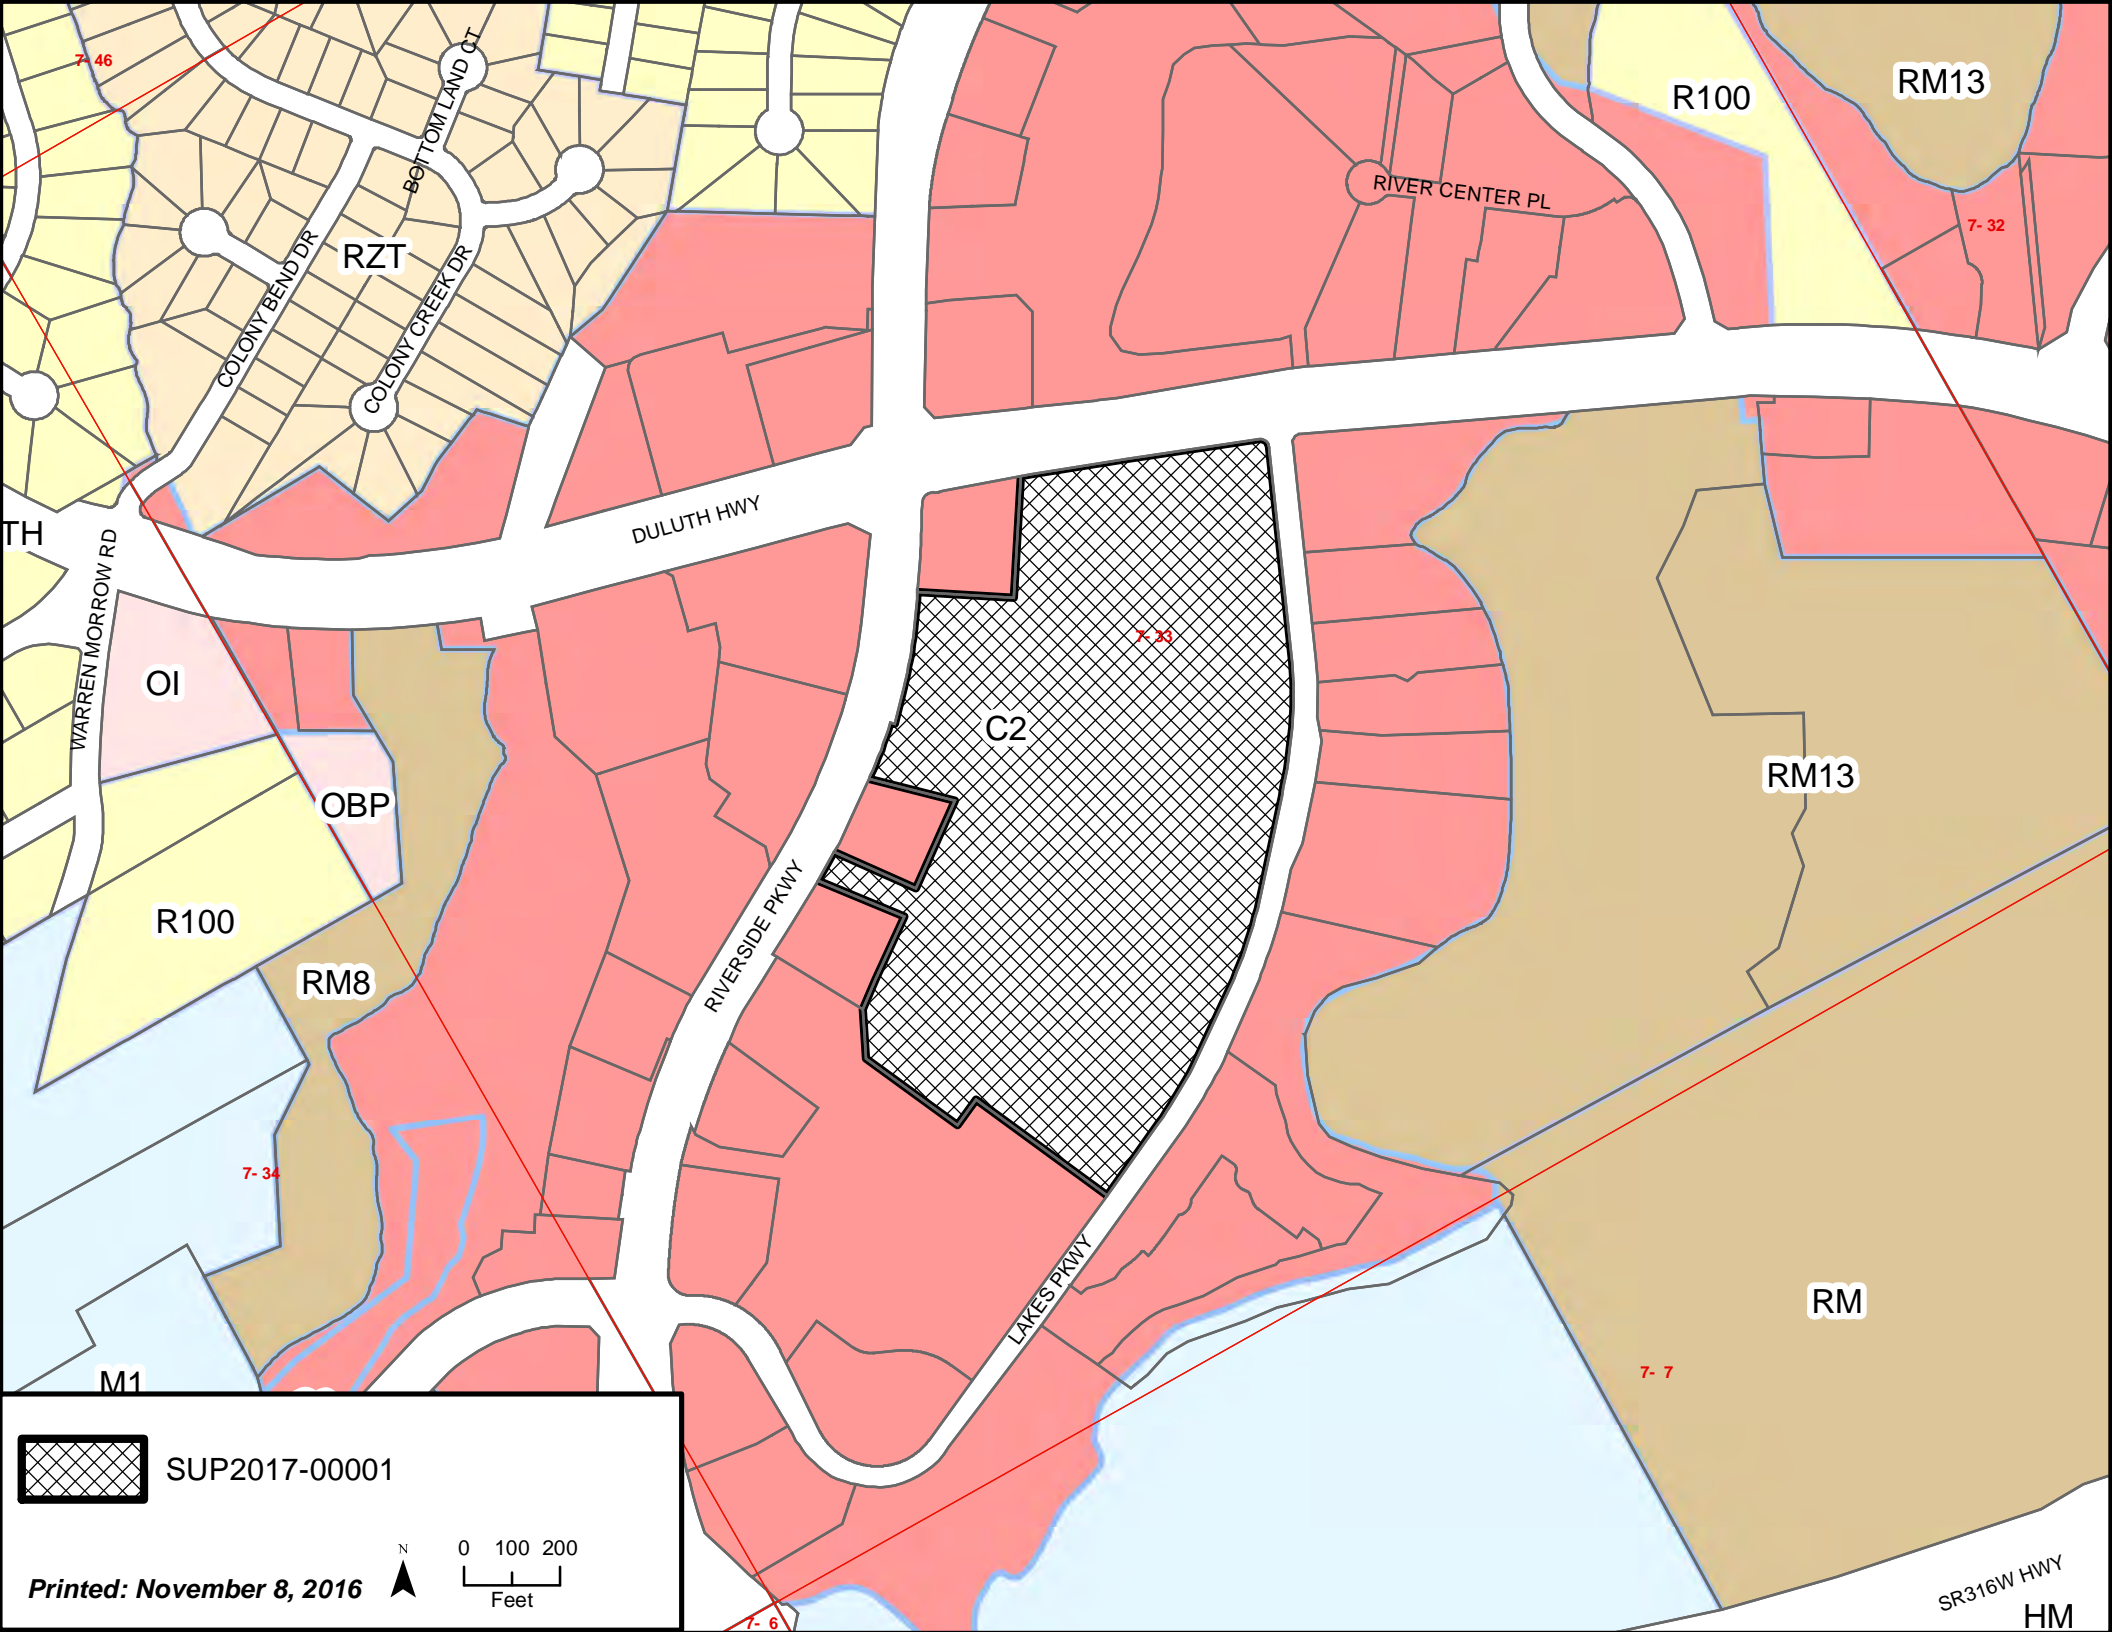 7- 46
BOTTOM LAND CT
R100
RM13
RIVER CENTER PL
7- 32
RZT
COLONY BEND DR
COLONY CREEK DR
DULUTH HWY
TH
WARREN MORROW RD
7- 33
OI
C2
RM13
OBP
R100
RIVERSIDE PKWY
RM8
7- 34
LAKES PKWY
RM
7- 7
M1
SUP2017-00001
N
0 100 200
Feet
Printed: November 8, 2016
SR316W HWY
HM
7- 6